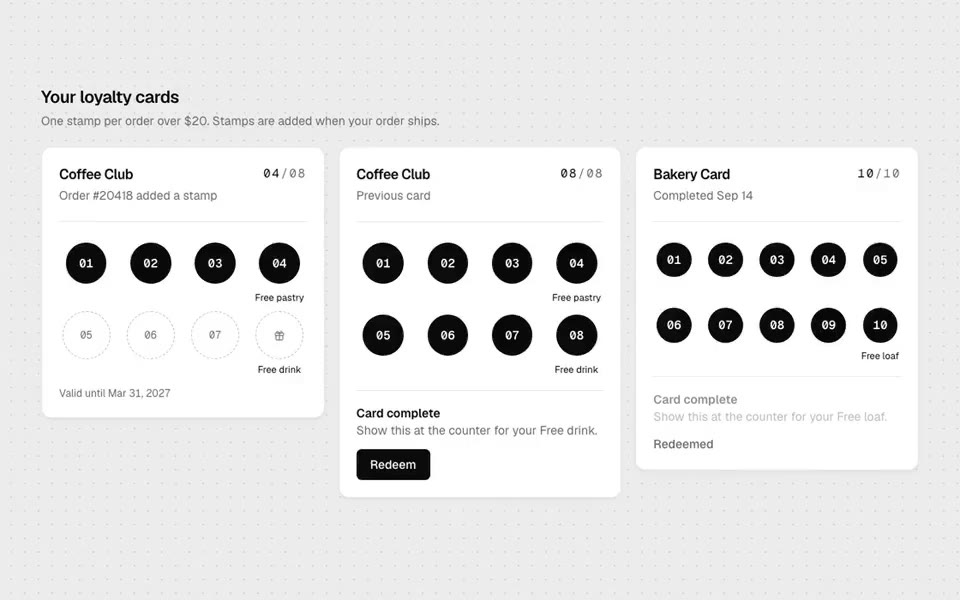 Your loyalty cards
One stamp per order over $20. Stamps are added when your order ships.
Coffee Club
04/08
Order #20418 added a stamp
01 02 03 04
Free pastry
05 06 07
Free drink
Valid until Mar 31, 2027
Coffee Club
08/08
Previous card
01 02 03 04
Free pastry
05 06 07 08
Free drink
Card complete
Show this at the counter for your Free drink.
Redeem
Bakery Card
10/10
Completed Sep 14
01 02 03 04 05
06 07 08 09 10
Free loaf
Card complete
Show this at the counter for your Free loaf.
Redeemed